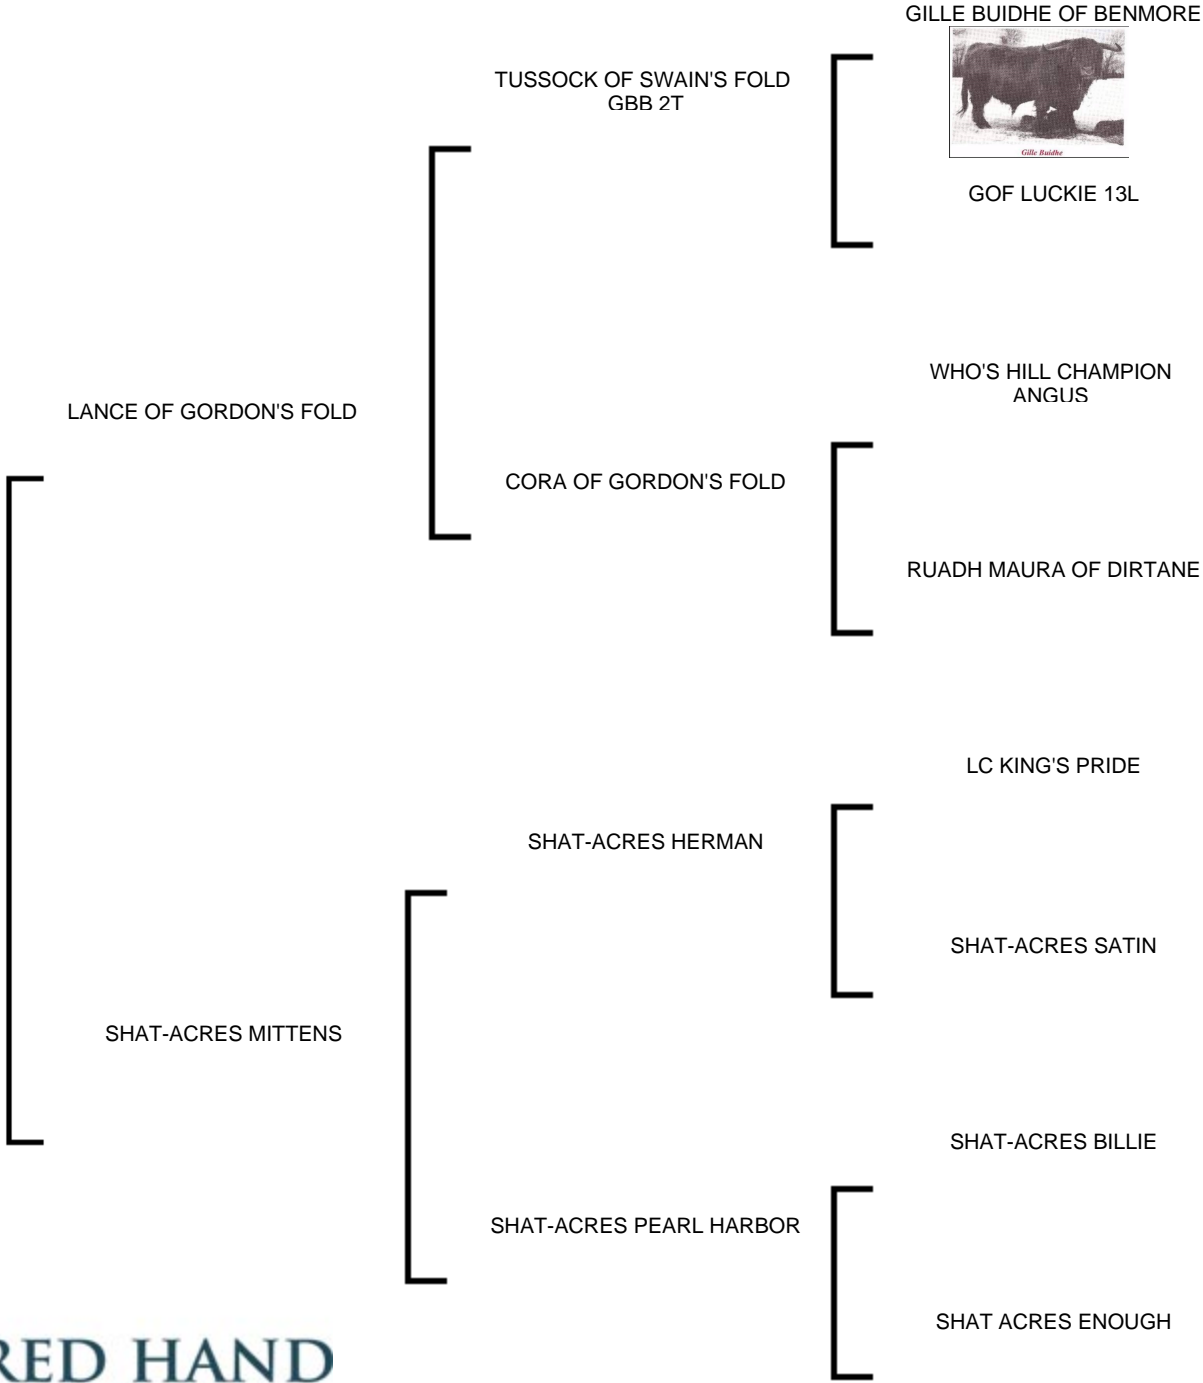 GILLE BUIDHE OF BENMORE
TUSSOCK OF SWAIN'S FOLD
GBB 2T
Gille Buidhe
GOF LUCKIE 13L
WHO'S HILL CHAMPION
ANGUS
LANCE OF GORDON'S FOLD
CORA OF GORDON'S FOLD
RUADH MAURA OF DIRTANE
LC KING'S PRIDE
SHAT-ACRES HERMAN
SHAT-ACRES SATIN
SHAT-ACRES MITTENS
SHAT-ACRES BILLIE
SHAT-ACRES PEARL HARBOR
SHAT ACRES ENOUGH
RED HAND